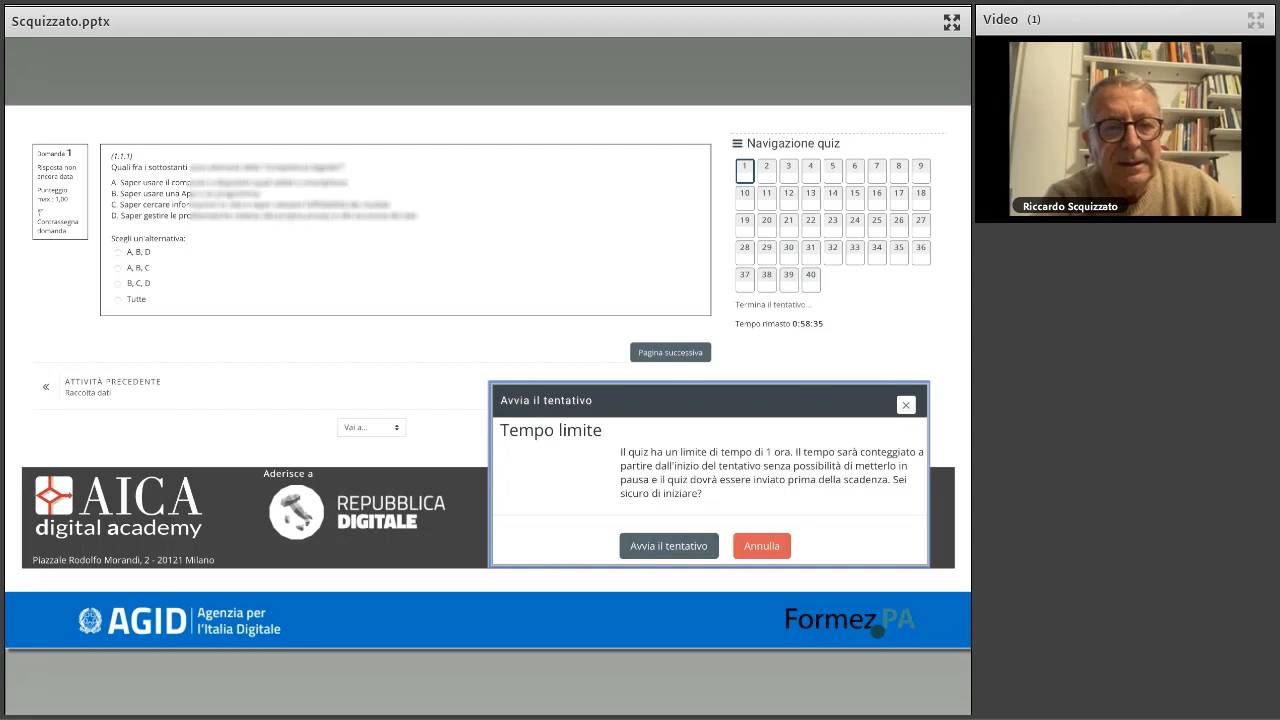 Scquizzato.pptx
Video (1)
Riccardo Scquizzato
Domanda 1
Risposta non
ancora data
Punteggio
max.: 1,00
Contrassegna
domanda
(1.1.1)
Quali fra i sottostanti
A. Saper usare il
B. Saper usare una
C. Saper cercare
D. Saper gestire le
Scegli un'alternativa:
A, B, D
A, B, C
B, C, D
Tutte
Pagina successiva
Navigazione quiz
1 2 3 4 5 6 7 8 9
10 11 12 13 14 15 16 17 18
19 20 21 22 23 24 25 26 27
28 29 30 31 32 33 34 35 36
37 38 39 40
Termina il tentativo...
Tempo rimasto 0:58:35
ATTIVITÀ PRECEDENTE
Raccolta dati
Vai a...
Avvia il tentativo
Tempo limite
Il quiz ha un limite di tempo di 1 ora. Il tempo sarà conteggiato a
partire dall'inizio del tentativo senza possibilità di metterlo in
pausa e il quiz dovrà essere inviato prima della scadenza. Sei
sicuro di iniziare?
Avvia il tentativo
Annulla
AICA
digital academy
Piazzale Rodolfo Morandi, 2 - 20121 Milano
Aderisce a
REPUBBLICA
DIGITALE
AGID
Agenzia per
l'Italia Digitale
Formez PA